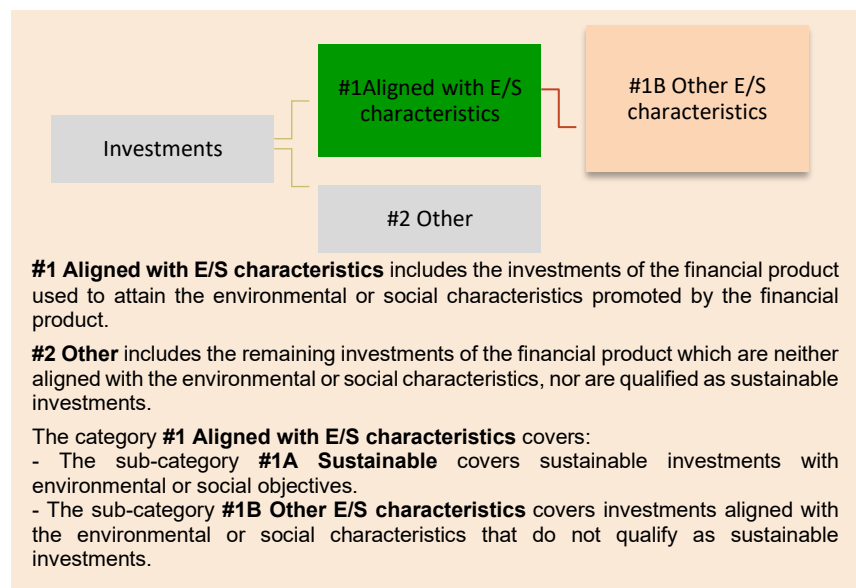 #1Aligned with E/S
characteristics
#1B Other E/S
characteristics
Investments
#2 Other
#1 Aligned with E/S characteristics includes the investments of the financial product
used to attain the environmental or social characteristics promoted by the financial
product.
#2 Other includes the remaining investments of the financial product which are neither
aligned with the environmental or social characteristics, nor are qualified as sustainable
investments.
The category #1 Aligned with E/S characteristics covers:
- The sub-category #1A Sustainable covers sustainable investments with
environmental or social objectives.
- The sub-category #1B Other E/S characteristics covers investments aligned with
the environmental or social characteristics that do not qualify as sustainable
investments.